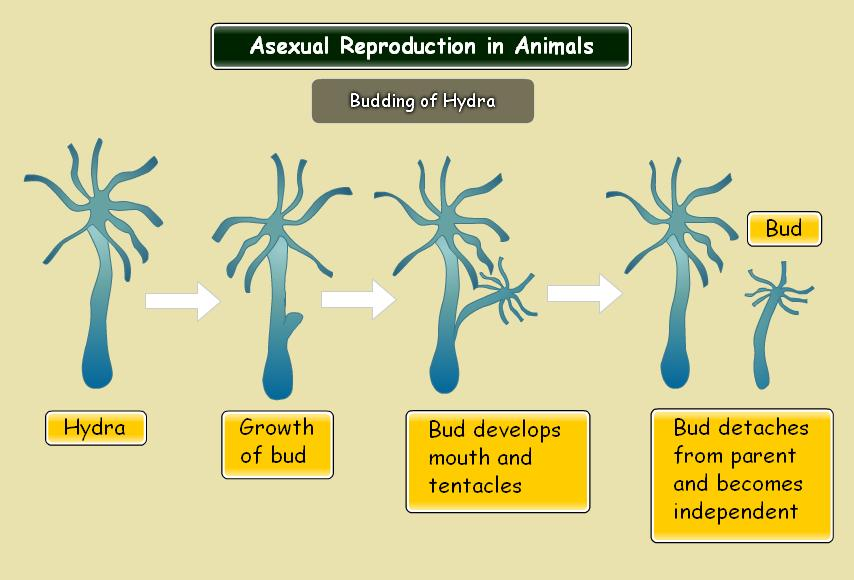 Asexual Reproduction in Animals
Budding of Hydra
Bud
Hydra
Growth
of bud
Bud develops
mouth and
tentacles
Bud detaches
from parent
and becomes
independent